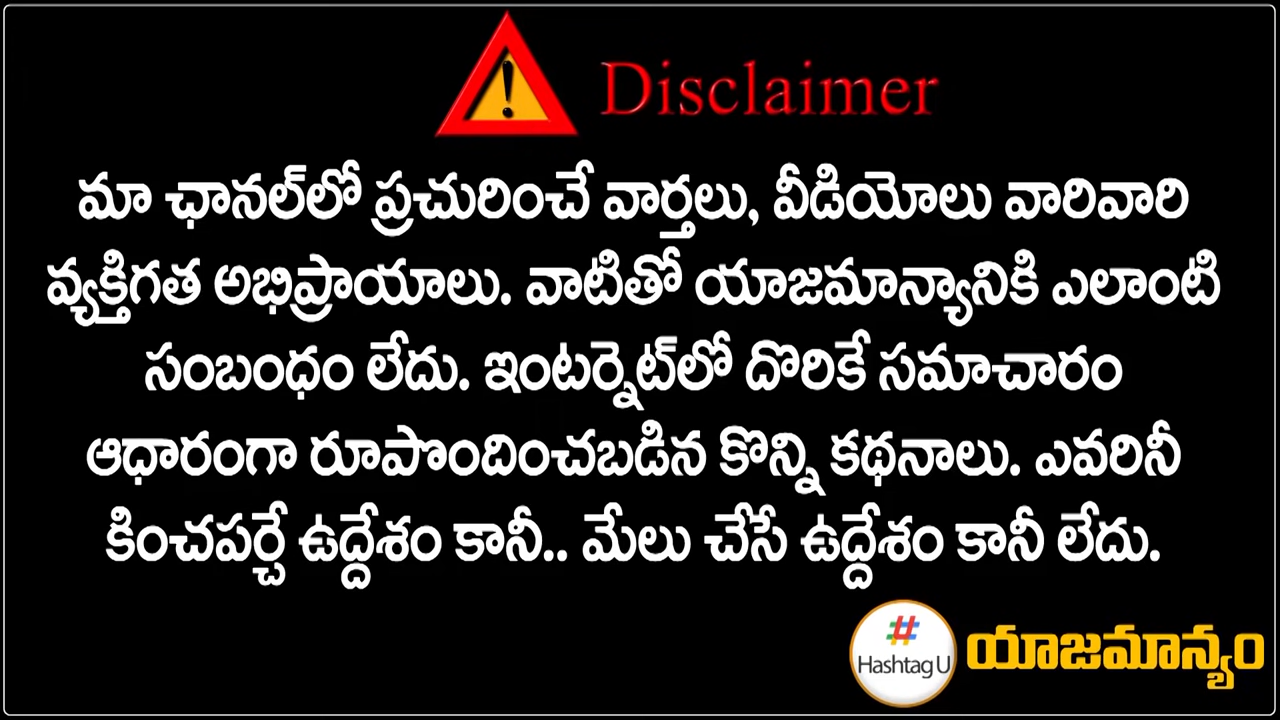 Disclaimer
మా ఛానల్‌లో ప్రచురించే వార్తలు, వీడియోలు వారివారి
వ్యక్తిగత అభిప్రాయాలు. వాటితో యాజమాన్యానికి ఎలాంటి
సంబంధం లేదు. ఇంటర్నెట్‌లో దొరికే సమాచారం
ఆధారంగా రూపొందించబడిన కొన్ని కథనాలు. ఎవరినీ
కించపర్చే ఉద్దేశం కానీ.. మేలు చేసే ఉద్దేశం కానీ లేదు.
#
Hashtag U
యాజమాన్యం